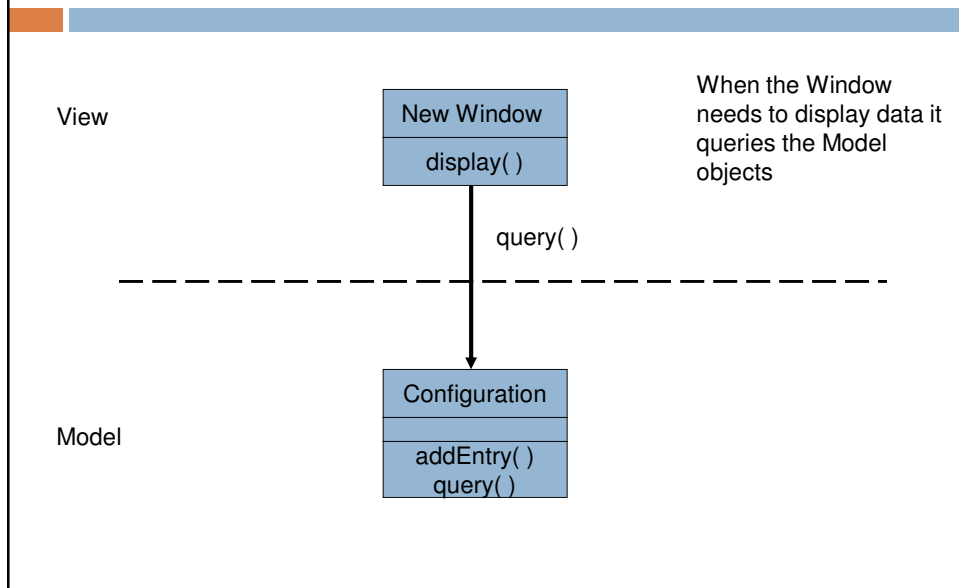 View
New Window
display( )
When the Window
needs to display data it
queries the Model
objects
query( )
Model
Configuration
addEntry( )
query( )